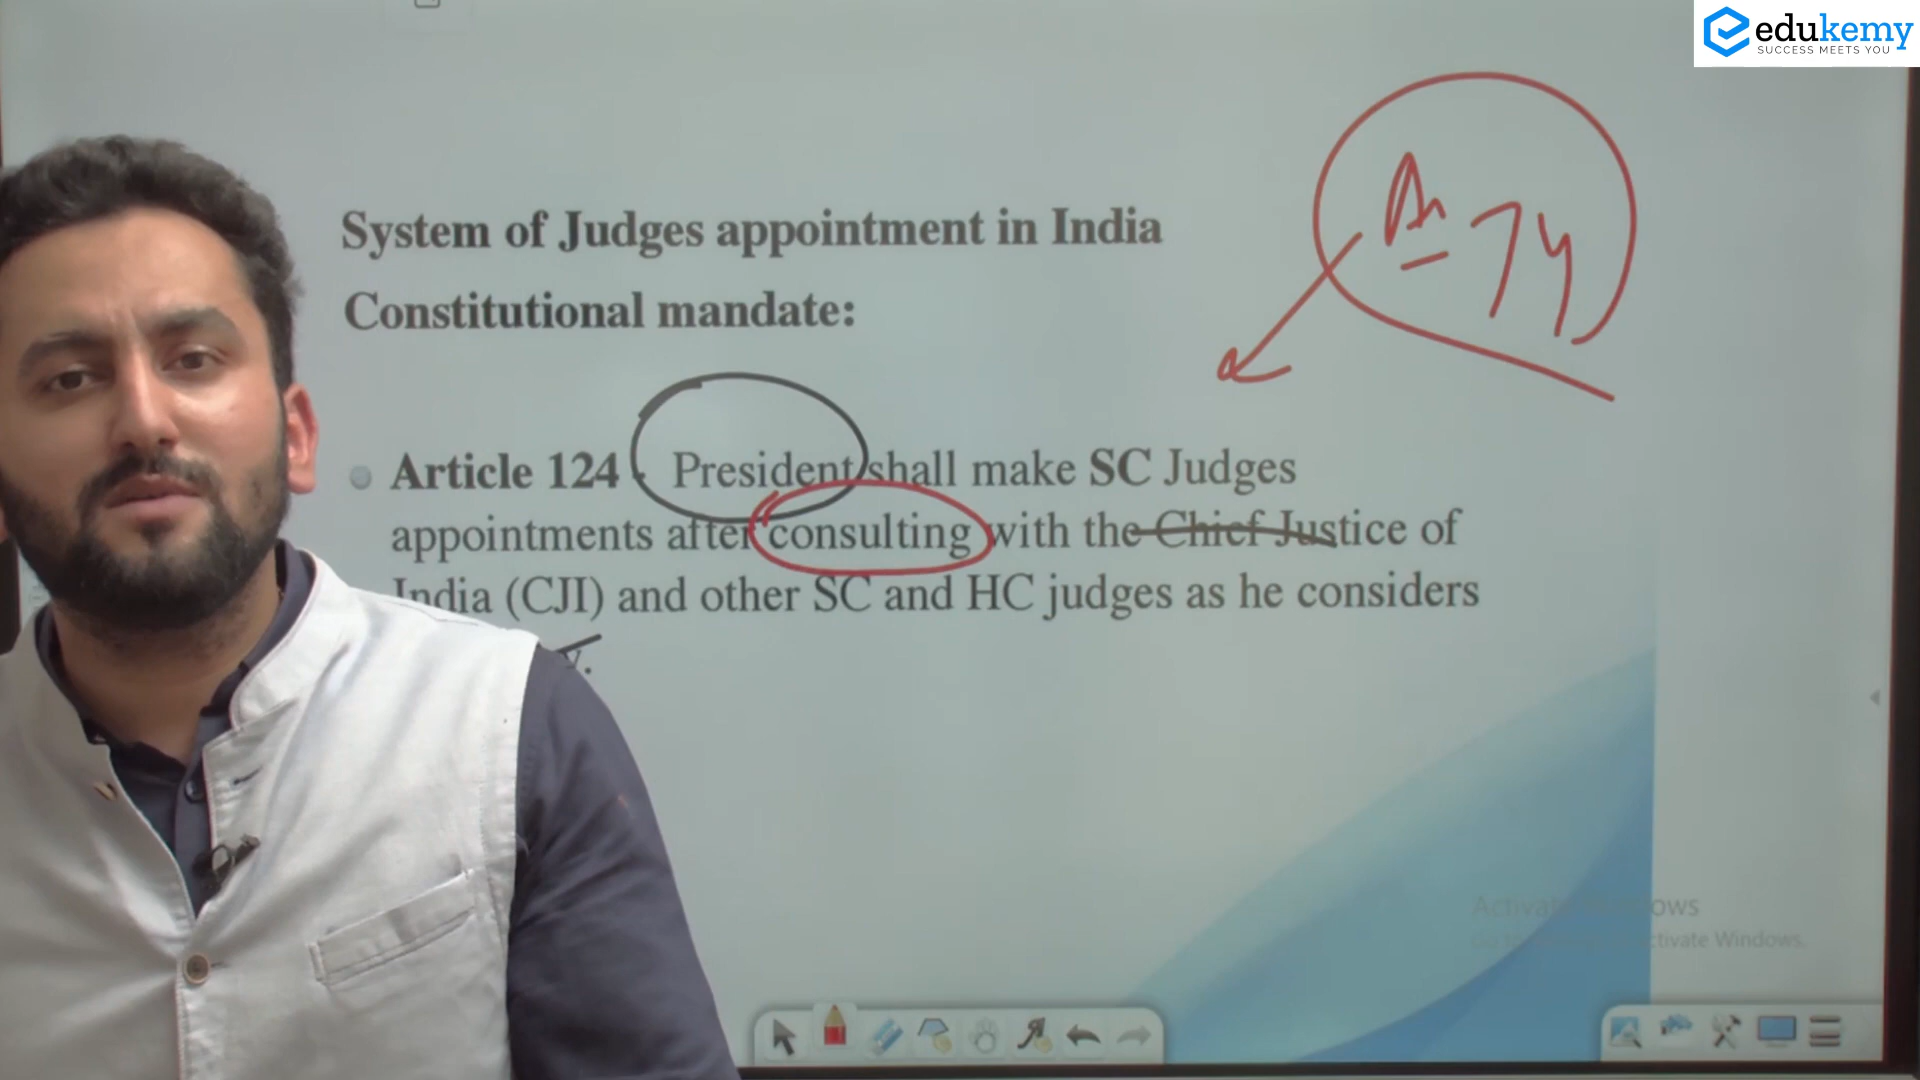 edukemy
SUCCESS MEETS YOU
Ar 74
System of Judges appointment in India
Constitutional mandate:
Article 124 - President shall make SC Judges
appointments after consulting with the Chief Justice of
India (CJI) and other SC and HC judges as he considers
y.